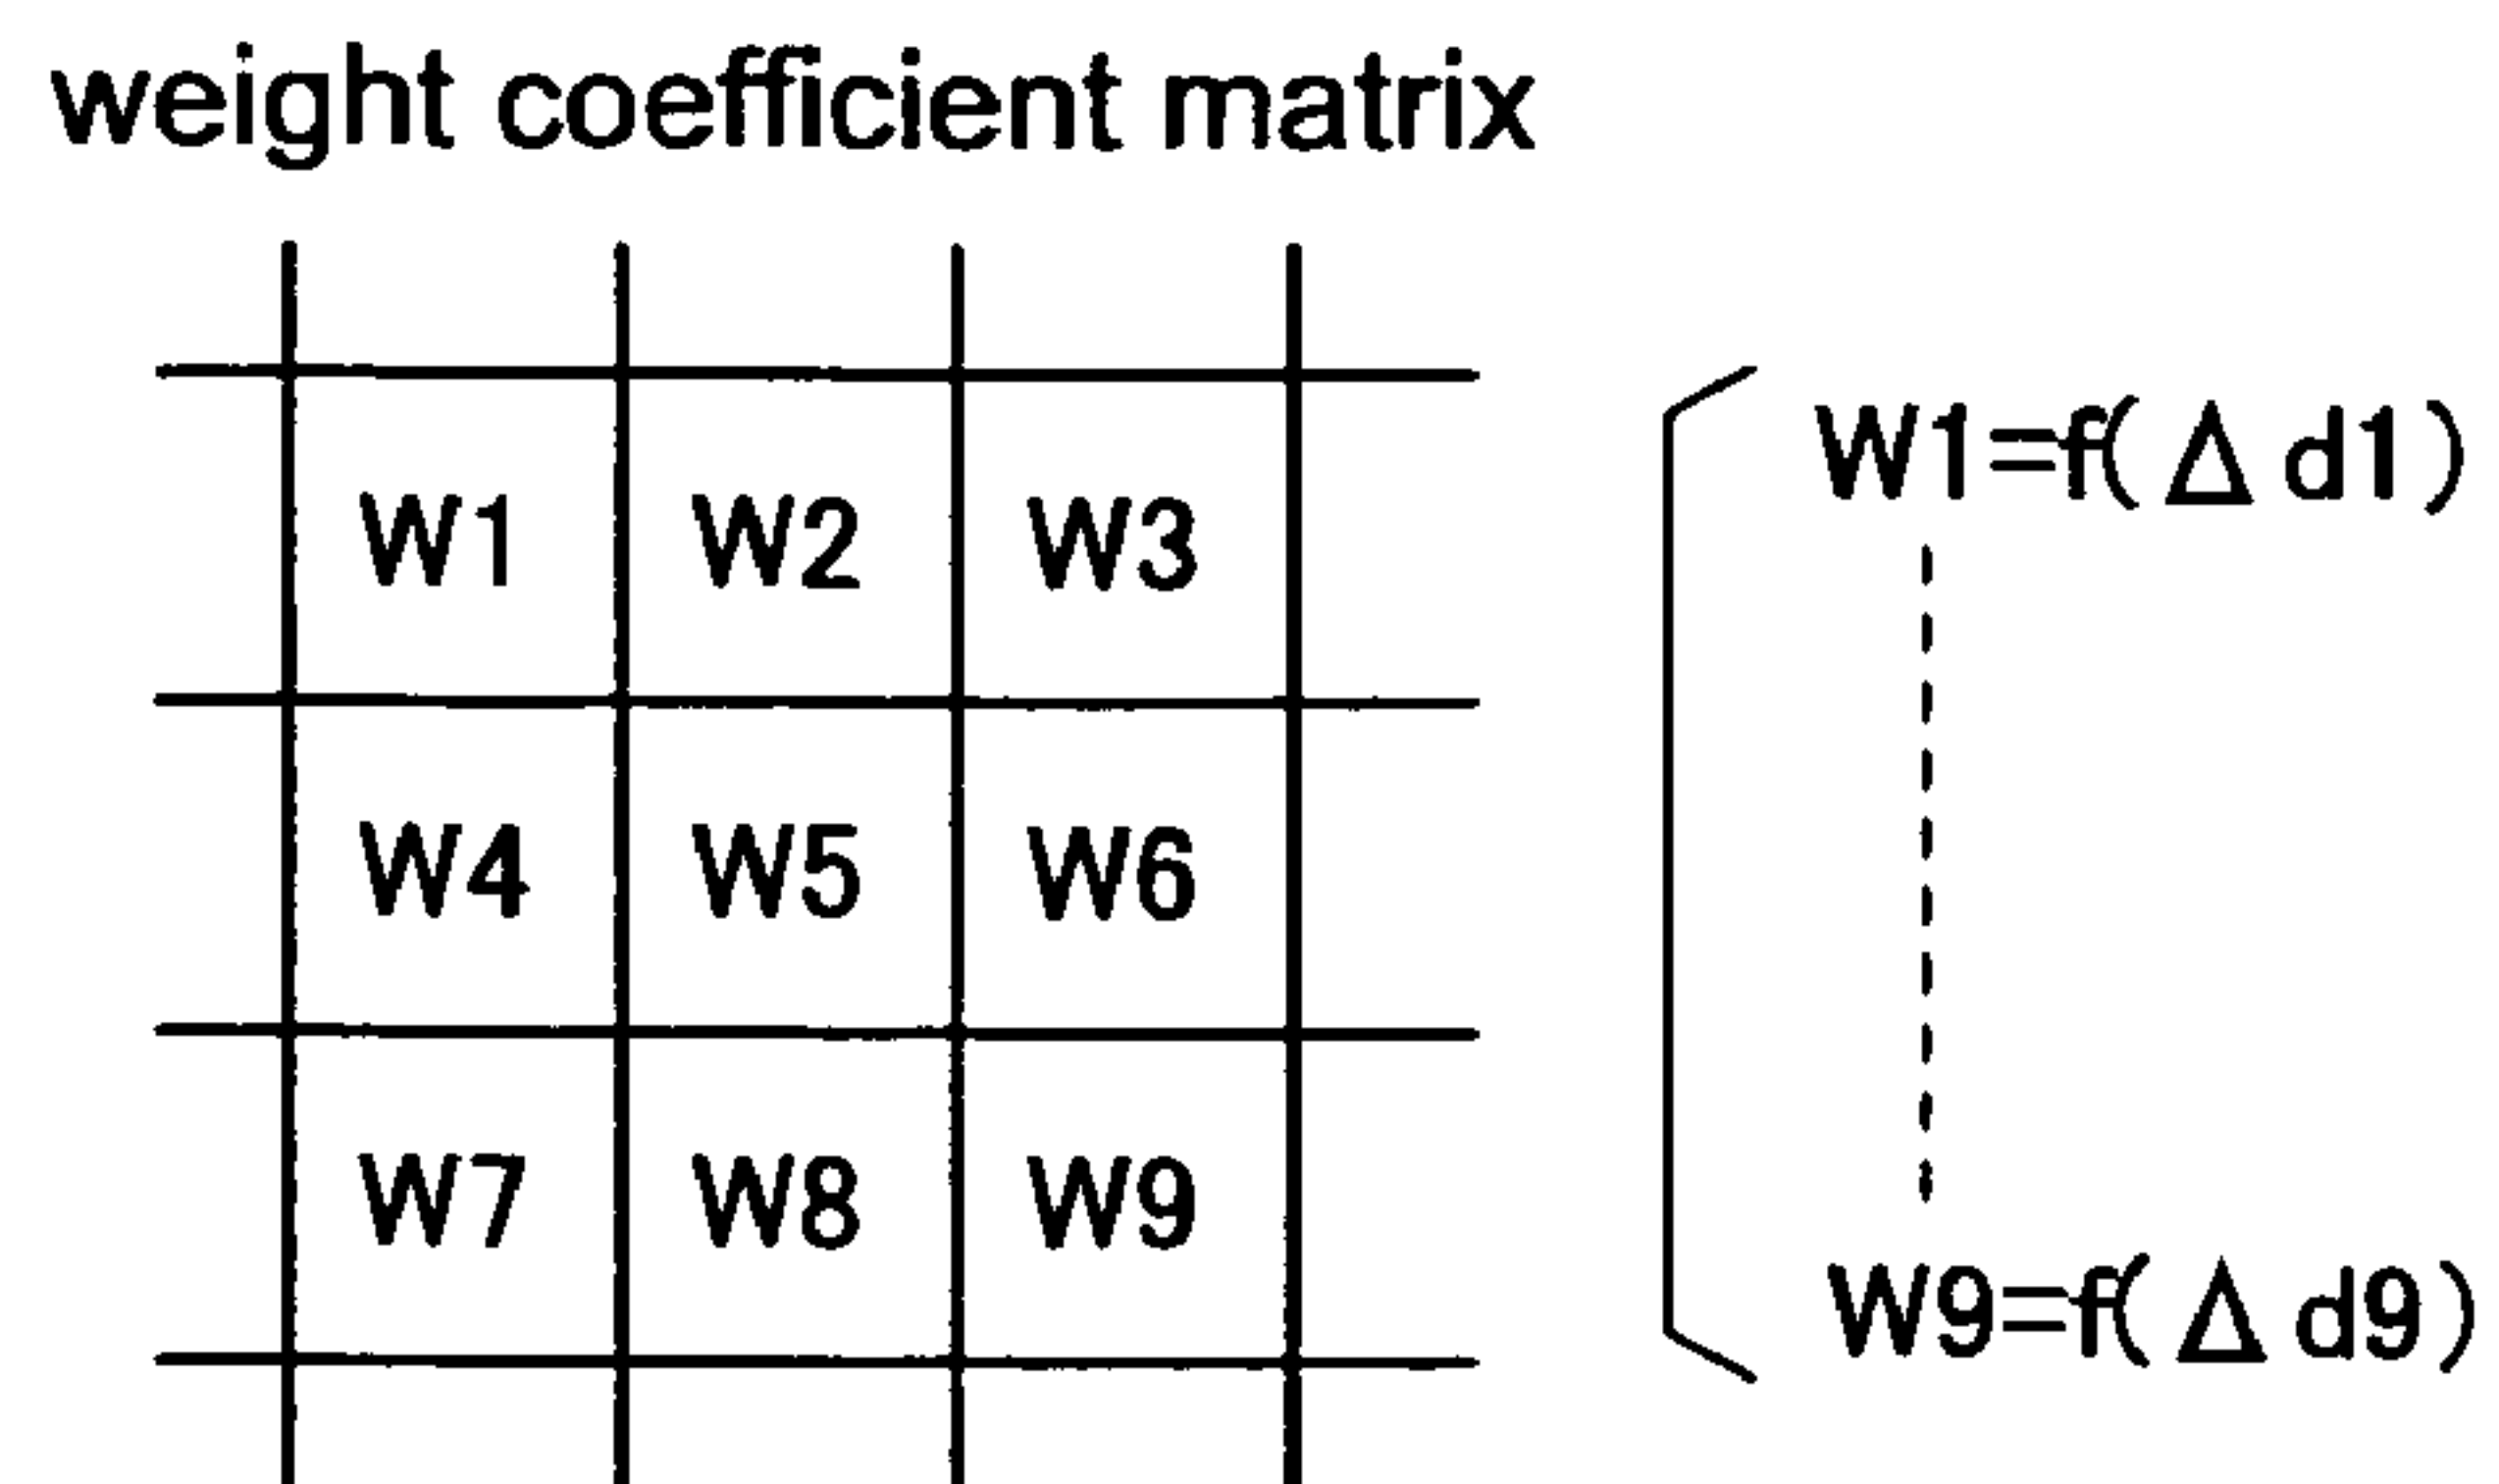 weight coefficient matrix
W1 W2 W3
W4 W5 W6
W7 W8 W9
W1=f(Δd1)
W9=f(Δd9)